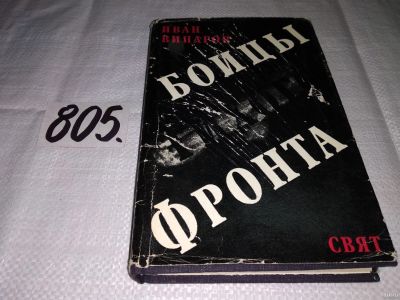 ИВАН
ВИНАРОВ
БОЙЦЫ
ФРОНТА
СВЯТ
805.